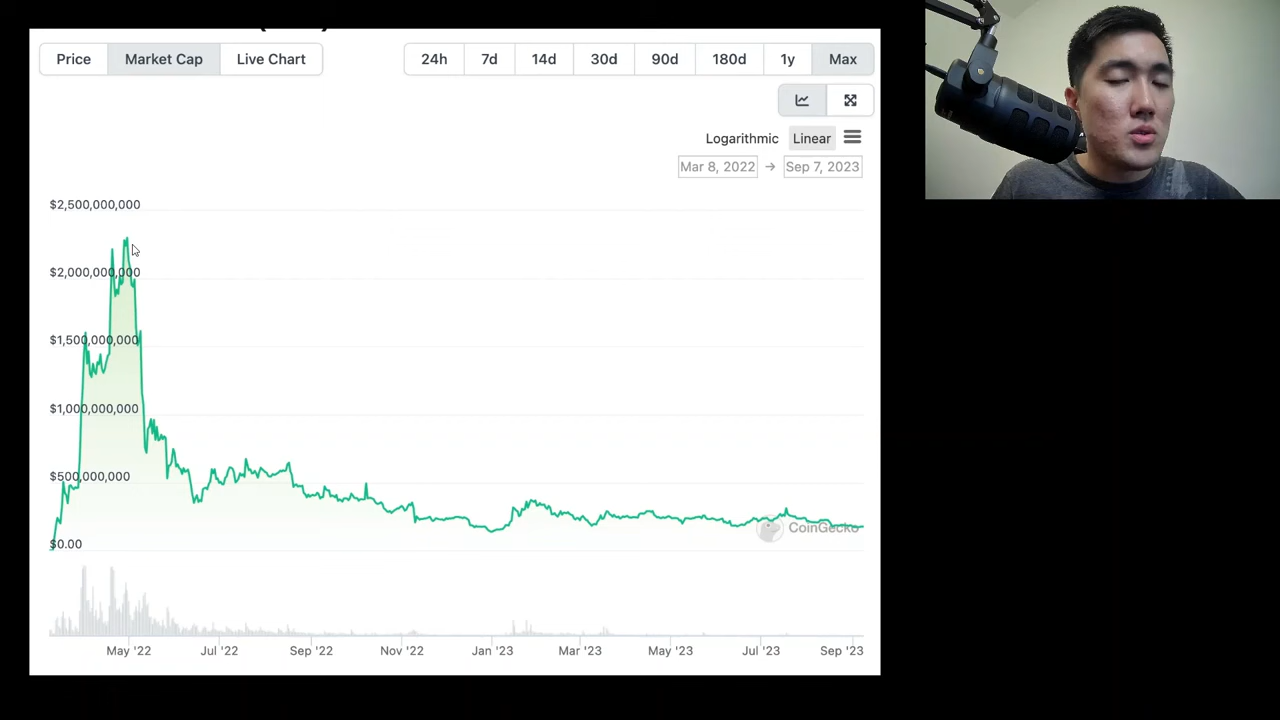 Price Market Cap Live Chart 24h 7d 14d 30d 90d 180d 1y Max
Logarithmic Linear
Mar 8, 2022 → Sep 7, 2023
$2,500,000,000
$2,000,000,000
$1,500,000,000
$1,000,000,000
$500,000,000
$0.00
CoinGecko
May '22 Jul '22 Sep '22 Nov '22 Jan '23 Mar '23 May '23 Jul '23 Sep '23